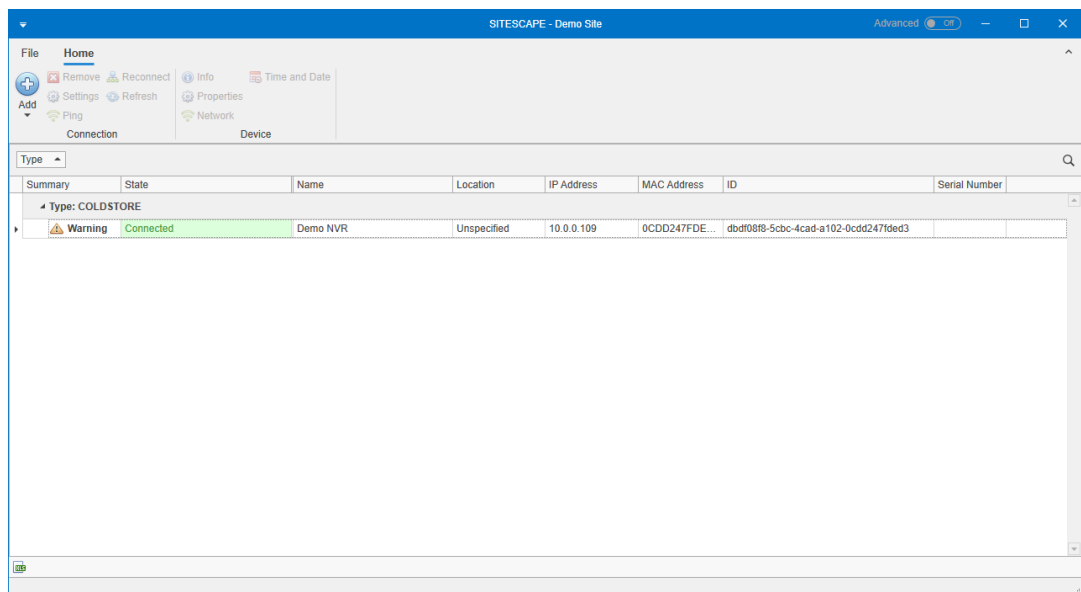 SITESCAPE - Demo Site
Advanced Off
File Home
Add
Remove Reconnect Info Time and Date
Settings Refresh Properties
Ping Network
Connection Device
Type
Summary State Name Location IP Address MAC Address ID Serial Number
Type: COLDSTORE
Warning Connected Demo NVR Unspecified 10.0.0.109 0CDD247FDE... dbdf08f8-5cbc-4cad-a102-0cdd247fded3